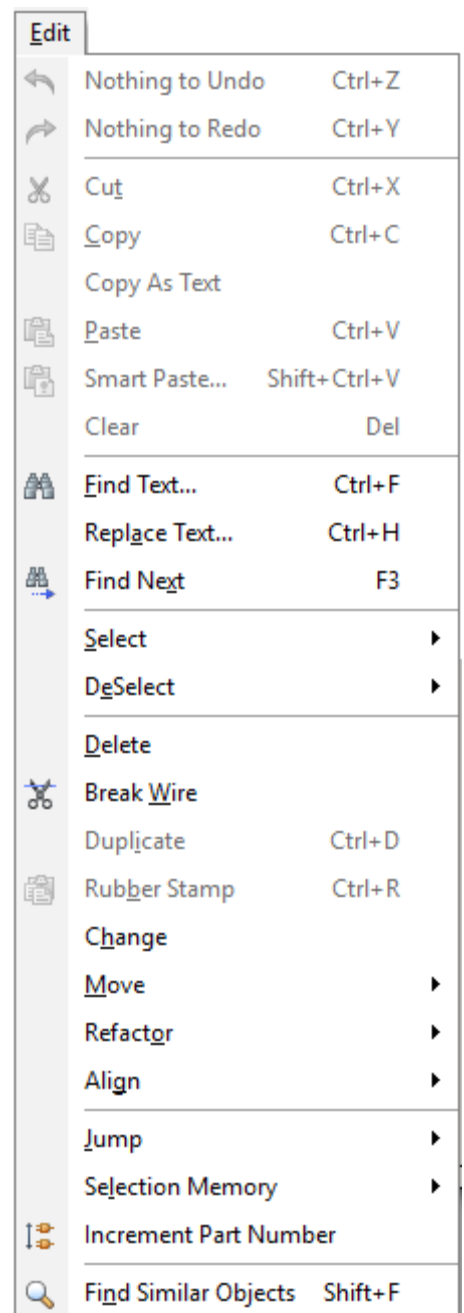 Edit
Nothing to Undo Ctrl+Z
Nothing to Redo Ctrl+Y
Cut Ctrl+X
Copy Ctrl+C
Copy As Text
Paste Ctrl+V
Smart Paste... Shift+Ctrl+V
Clear Del
Find Text... Ctrl+F
Replace Text... Ctrl+H
Find Next F3
Select
DeSelect
Delete
Break Wire
Duplicate Ctrl+D
Rubber Stamp Ctrl+R
Change
Move
Refactor
Align
Jump
Selection Memory
Increment Part Number
Find Similar Objects Shift+F